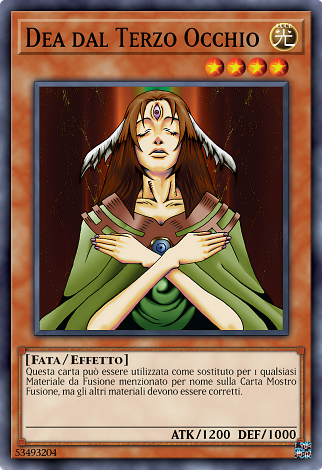 Dea dal Terzo Occhio
光
[Fata/Effetto]
Questa carta può essere utilizzata come sostituto per 1 qualsiasi
Materiale da Fusione menzionato per nome sulla Carta Mostro
Fusione, ma gli altri materiali devono essere corretti.
ATK/1200 DEF/1000
53493204